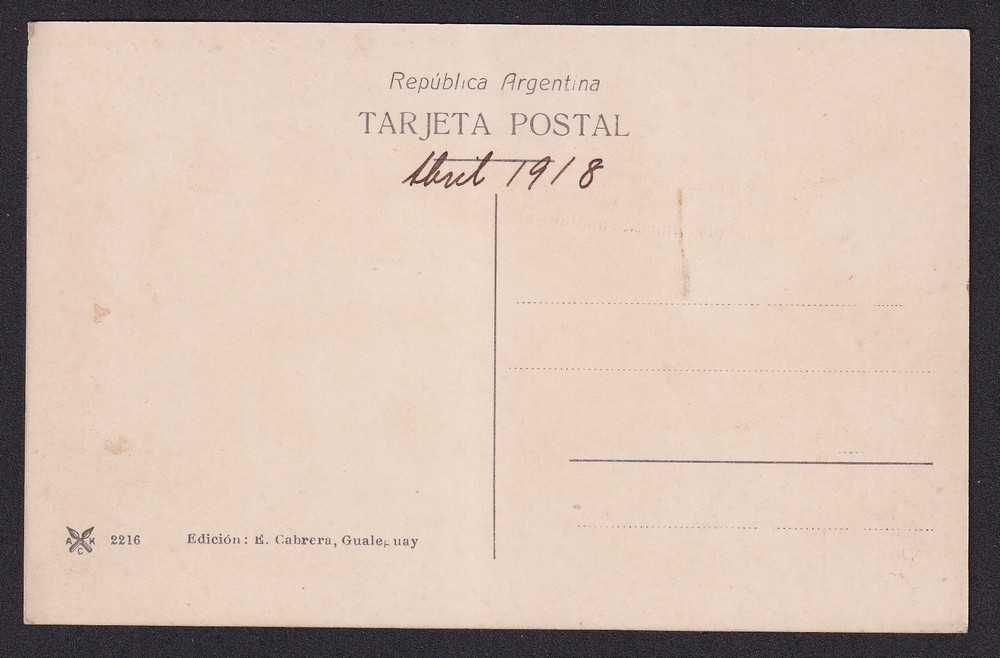 República Argentina
TARJETA POSTAL
Abril 1918
A K
C
2216 Edición: E. Cabrera, Gualeguay